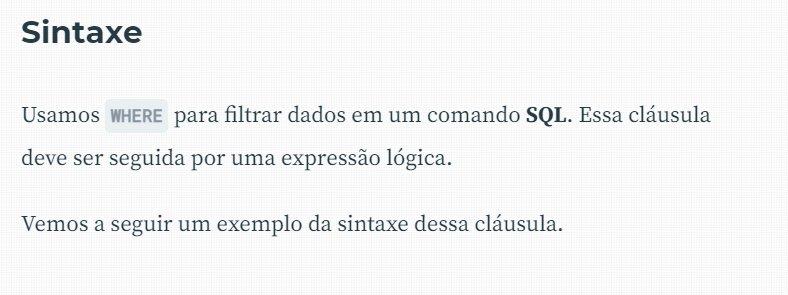 Sintaxe
Usamos WHERE para filtrar dados em um comando SQL. Essa cláusula
deve ser seguida por uma expressão lógica.
Vemos a seguir um exemplo da sintaxe dessa cláusula.